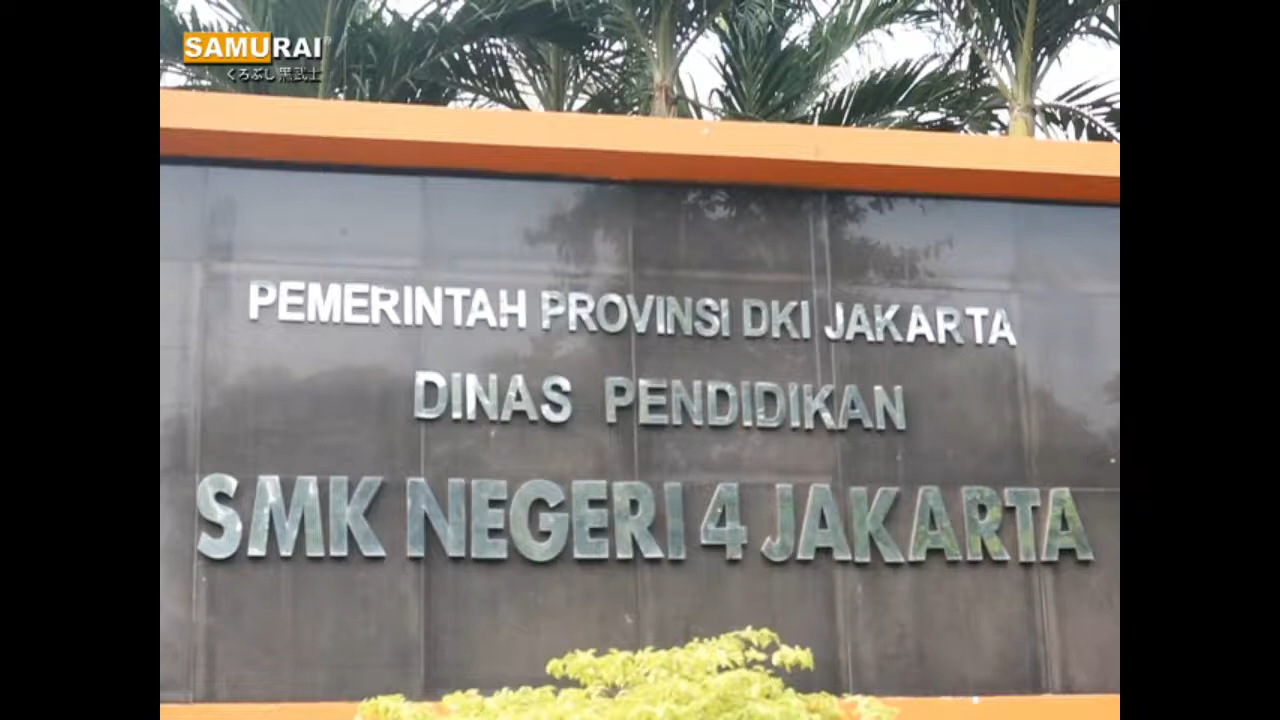 SAMURAI®
くろぶし黒武士
PEMERINTAH PROVINSI DKI JAKARTA
DINAS PENDIDIKAN
SMK NEGERI 4 JAKARTA